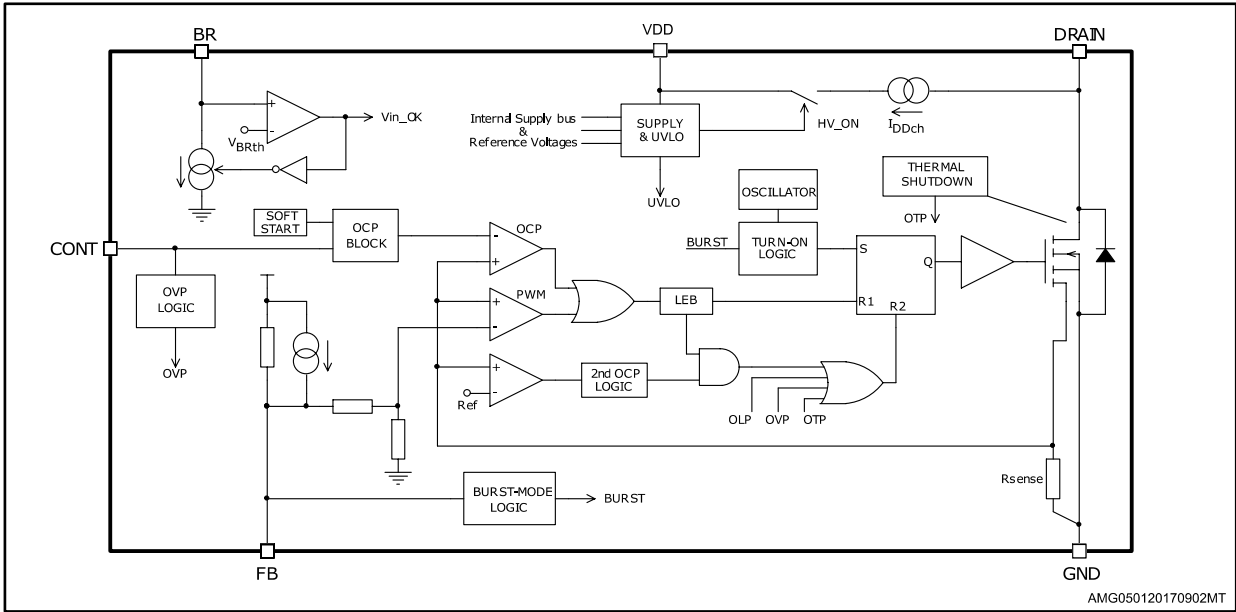 BR
VDD
DRAIN
+
-
Vin_OK
VBRth
Internal Supply bus
&
Reference Voltages
SUPPLY
& UVLO
HV_ON
IDDch
UVLO
THERMAL
SHUTDOWN
OTP
OSCILLATOR
SOFT
START
OCP
BLOCK
CONT
OCP
-
+
BURST
TURN-ON
LOGIC
S
Q
R1
R2
OVP
LOGIC
OVP
PWM
+
-
LEB
+
-
Ref
2nd OCP
LOGIC
OLP
OVP
OTP
Rsense
BURST-MODE
LOGIC
BURST
FB
GND
AMG050120170902MT